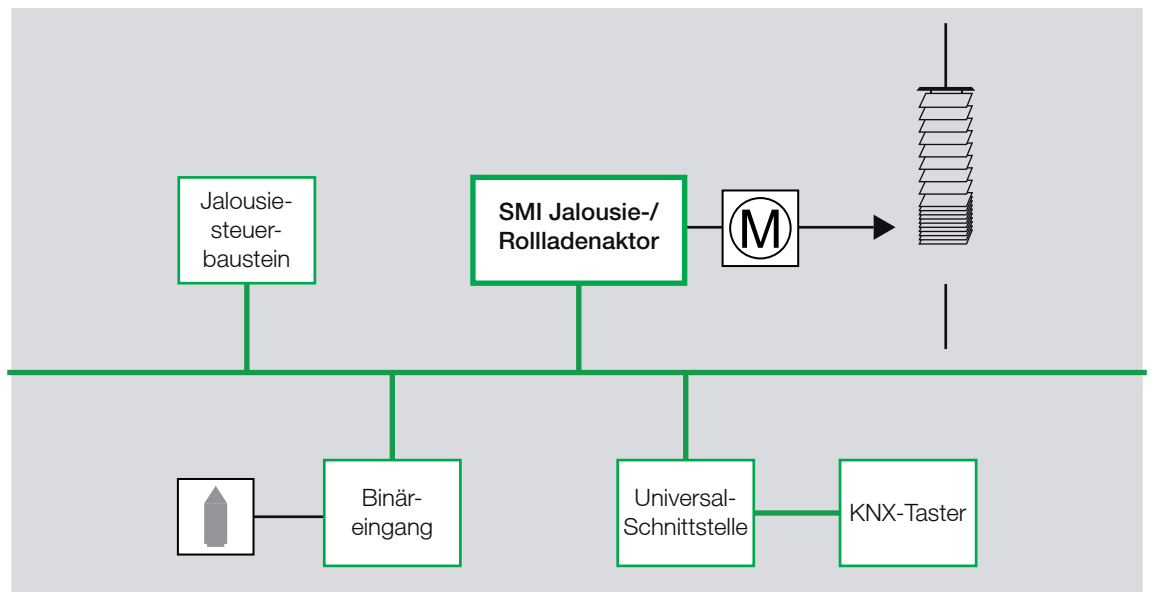 Jalousie-
steuer-
baustein
SMI Jalousie-/
Rollladenaktor
M
Binär-
eingang
Universal-
Schnittstelle
KNX-Taster